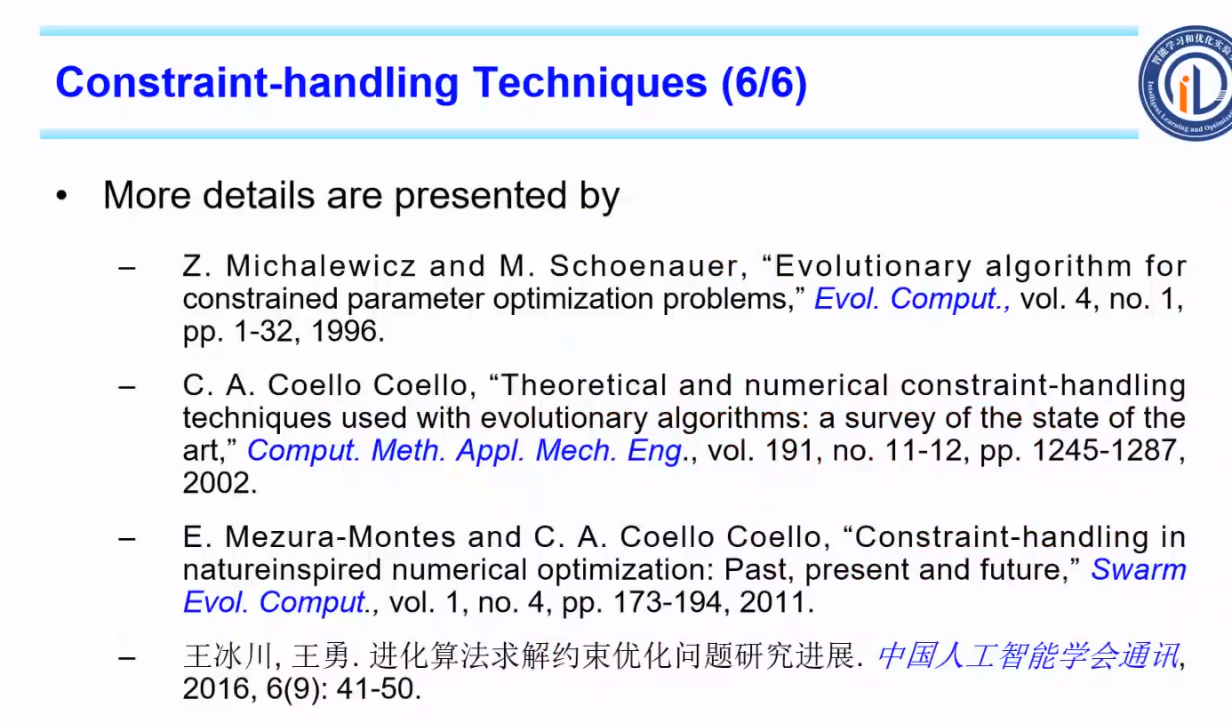 Constraint-handling Techniques (6/6)
• More details are presented by
– Z. Michalewicz and M. Schoenauer, “Evolutionary algorithm for
constrained parameter optimization problems,” Evol. Comput., vol. 4, no. 1,
pp. 1-32, 1996.
– C. A. Coello Coello, “Theoretical and numerical constraint-handling
techniques used with evolutionary algorithms: a survey of the state of the
art,” Comput. Meth. Appl. Mech. Eng., vol. 191, no. 11-12, pp. 1245-1287,
2002.
– E. Mezura-Montes and C. A. Coello Coello, “Constraint-handling in
natureinspired numerical optimization: Past, present and future,” Swarm
Evol. Comput., vol. 1, no. 4, pp. 173-194, 2011.
– 王冰川, 王勇. 进化算法求解约束优化问题研究进展. 中国人工智能学会通讯,
2016, 6(9): 41-50.
智能学习和优化实验
Intelligent Learning and